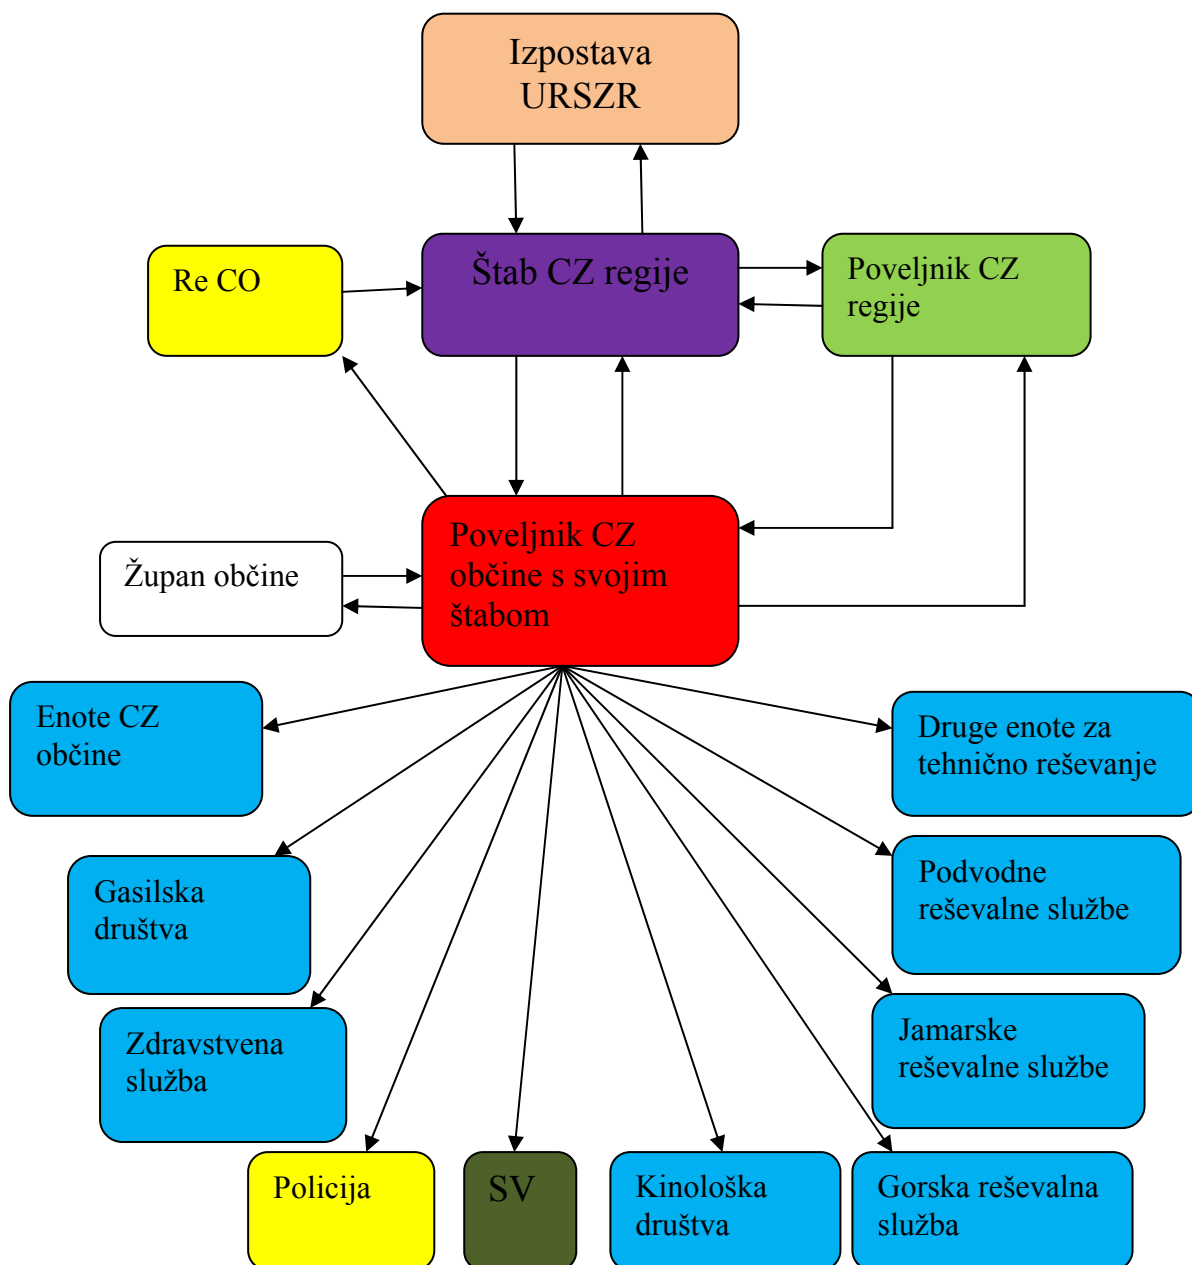 Izpostava
URSZR
Re CO
Štab CZ regije
Poveljnik CZ
regije
Župan občine
Poveljnik CZ
občine s svojim
štabom
Enote CZ
občine
Druge enote za
tehnično reševanje
Gasilska
društva
Podvodne
reševalne službe
Zdravstvena
služba
Jamarske
reševalne službe
Policija
SV
Kinološka
društva
Gorska reševalna
služba